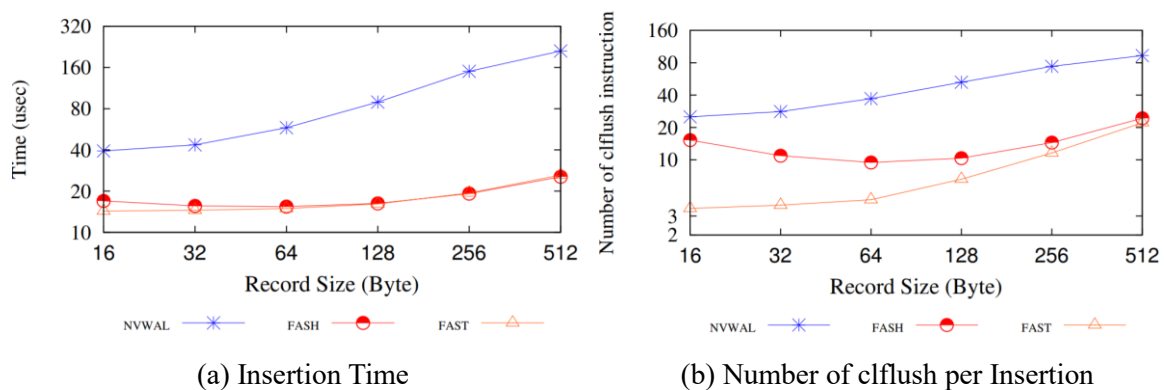 320
160
80
40
20
10
Time (usec)
16 32 64 128 256 512
Record Size (Byte)
NVWAL FASH FAST
(a) Insertion Time
160
80
40
20
10
3
2
Number of clflush instruction
16 32 64 128 256 512
Record Size (Byte)
NVWAL FASH FAST
(b) Number of clflush per Insertion